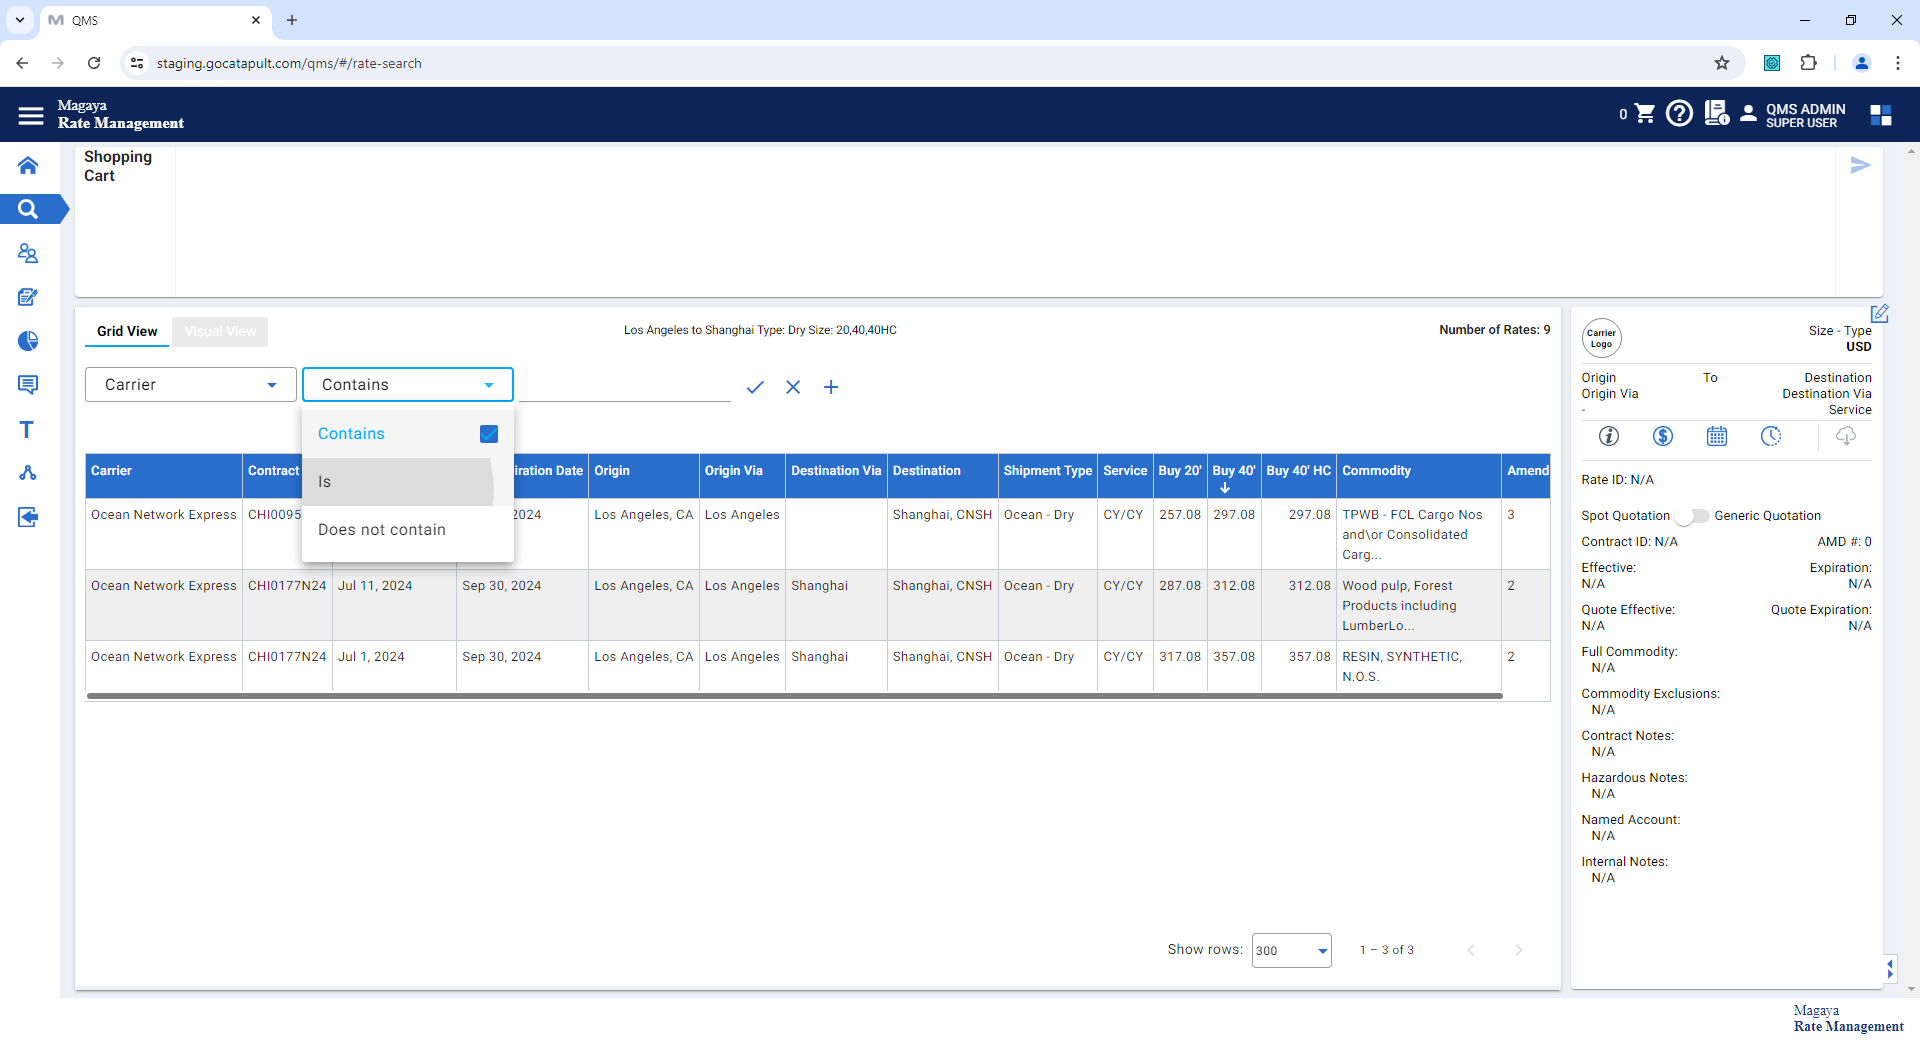 QMS
staging.gocatapult.com/qms/#/rate-search
Magaya
Rate Management
0
QMS ADMIN
SUPER USER
Shopping
Cart
Grid View
Visual View
Los Angeles to Shanghai Type: Dry Size: 20,40,40HC
Number of Rates: 9
Carrier
Contains
Contains
Is
Does not contain
Carrier Contract iration Date Origin Origin Via Destination Via Destination Shipment Type Service Buy 20' Buy 40' Buy 40' HC Commodity Amend
Ocean Network Express CHI0095 2024 Los Angeles, CA Los Angeles Shanghai, CNSH Ocean - Dry CY/CY 257.08 297.08 297.08 TPWB - FCL Cargo Nos 3
and\or Consolidated
Carg...
Ocean Network Express CHI0177N24 Jul 11, 2024 Sep 30, 2024 Los Angeles, CA Los Angeles Shanghai Shanghai, CNSH Ocean - Dry CY/CY 287.08 312.08 312.08 Wood pulp, Forest 2
Products including
LumberLo...
Ocean Network Express CHI0177N24 Jul 1, 2024 Sep 30, 2024 Los Angeles, CA Los Angeles Shanghai Shanghai, CNSH Ocean - Dry CY/CY 317.08 357.08 357.08 RESIN, SYNTHETIC, 2
N.O.S.
Show rows: 300 1 – 3 of 3
Carrier
Logo
Size - Type
USD
Origin To Destination
Origin Via Destination Via
- Service
Rate ID: N/A
Spot Quotation Generic Quotation
Contract ID: N/A AMD #: 0
Effective: Expiration:
N/A N/A
Quote Effective: Quote Expiration:
N/A N/A
Full Commodity:
N/A
Commodity Exclusions:
N/A
Contract Notes:
N/A
Hazardous Notes:
N/A
Named Account:
N/A
Internal Notes:
N/A
Magaya
Rate Management